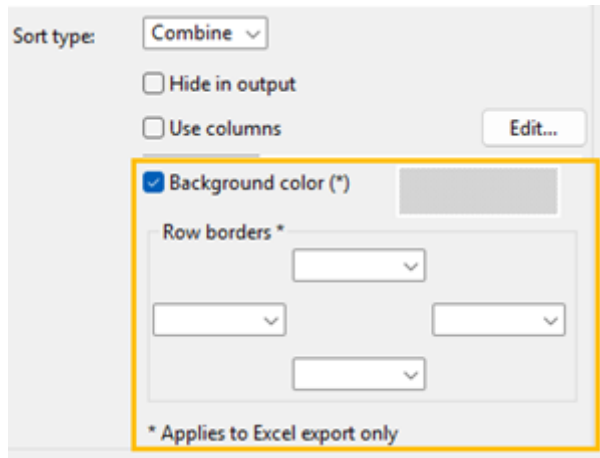 Sort type: Combine
Hide in output
Use columns Edit...
Background color (*)
Row borders *
* Applies to Excel export only